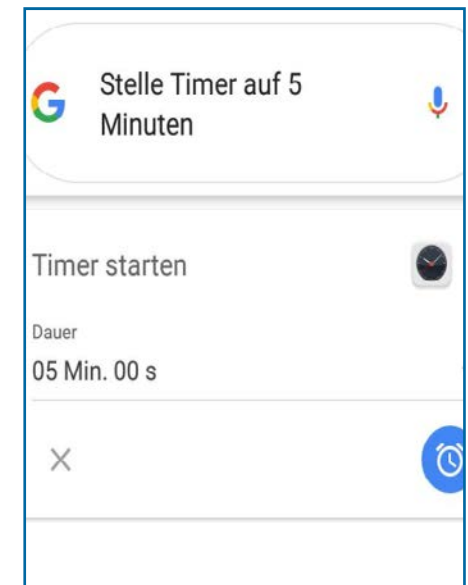 Stelle Timer auf 5
Minuten
Timer starten
Dauer
05 Min. 00 s